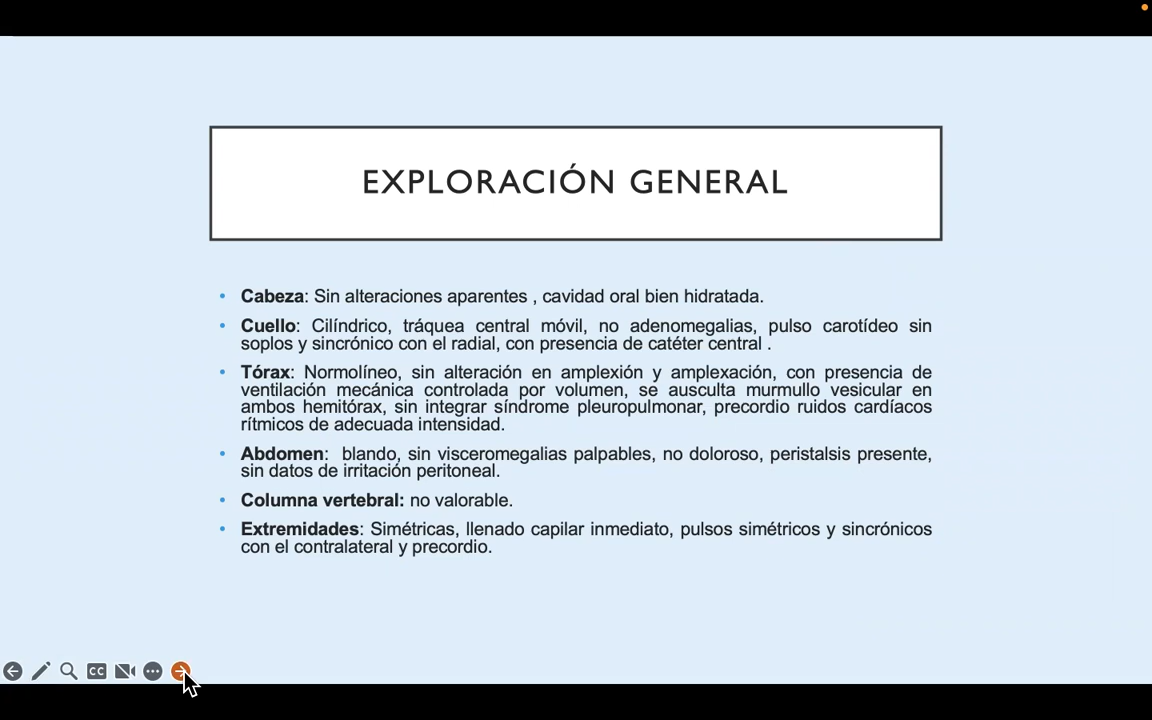 EXPLORACIÓN GENERAL
• Cabeza: Sin alteraciones aparentes , cavidad oral bien hidratada.
• Cuello: Cilíndrico, tráquea central móvil, no adenomegalias, pulso carotídeo sin
soplos y sincrónico con el radial, con presencia de catéter central .
• Tórax: Normolíneo, sin alteración en amplexión y amplexación, con presencia de
ventilación mecánica controlada por volumen, se ausculta murmullo vesicular en
ambos hemitórax, sin integrar síndrome pleuropulmonar, precordio ruidos cardíacos
rítmicos de adecuada intensidad.
• Abdomen: blando, sin visceromegalias palpables, no doloroso, peristalsis presente,
sin datos de irritación peritoneal.
• Columna vertebral: no valorable.
• Extremidades: Simétricas, llenado capilar inmediato, pulsos simétricos y sincrónicos
con el contralateral y precordio.
CC